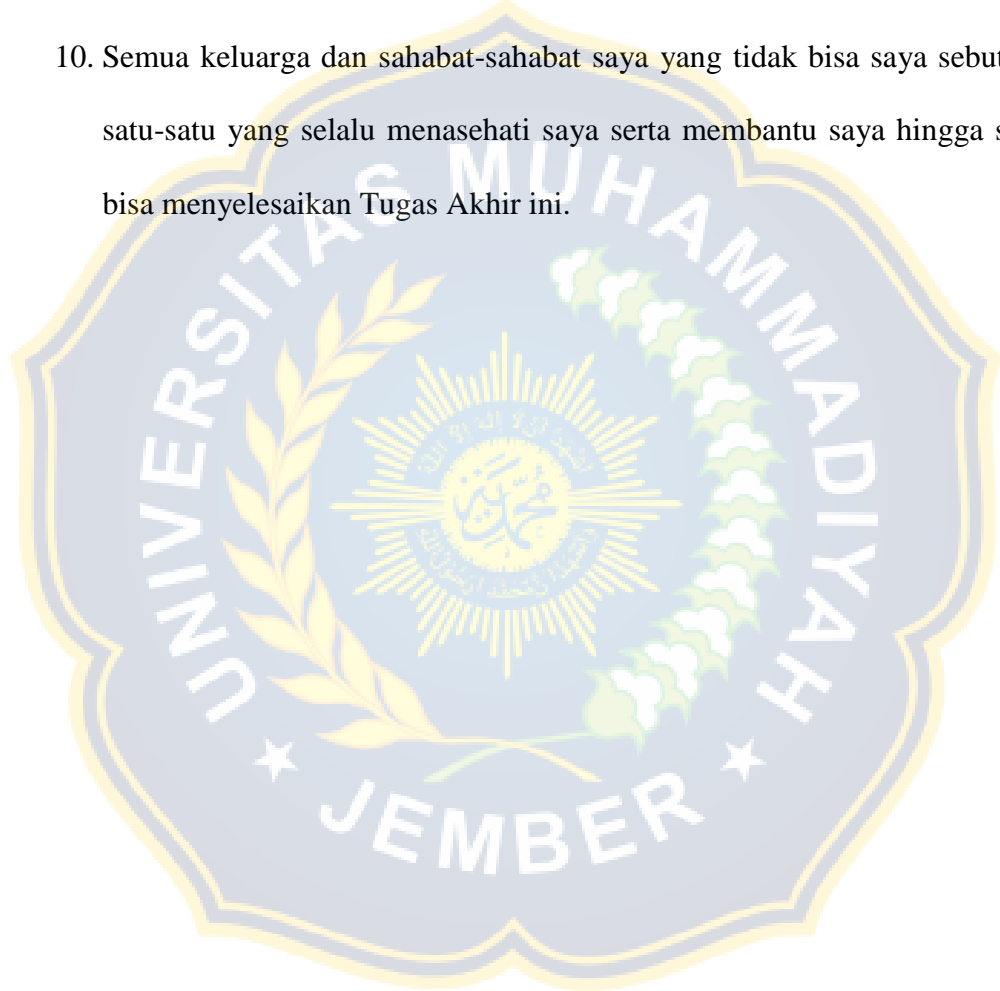 10. Semua keluarga dan sahabat-sahabat saya yang tidak bisa saya sebut
satu-satu yang selalu menasehati saya serta membantu saya hingga s
bisa menyelesaikan Tugas Akhir ini.
UNIVERSITAS MUHAMMADIYAH
JEMBER